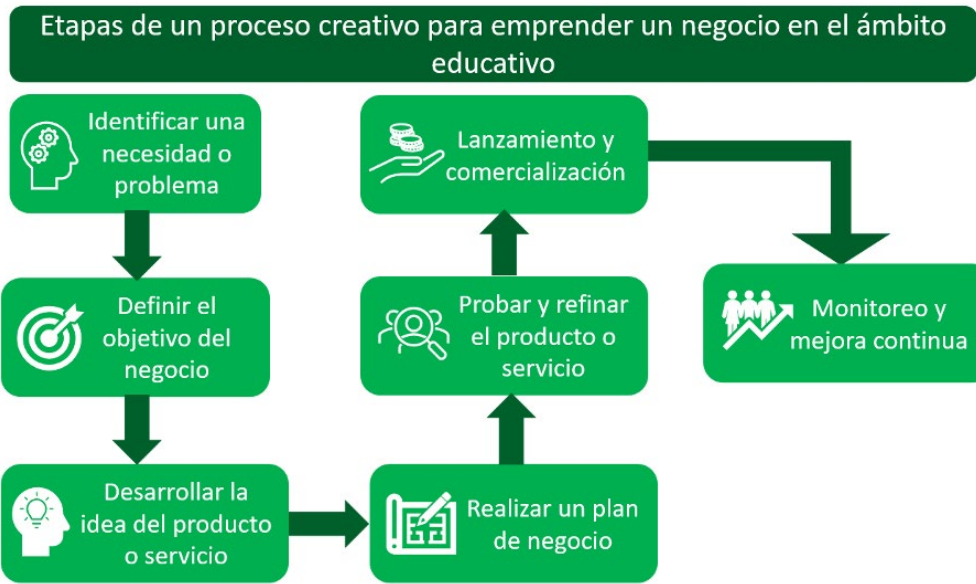 Etapas de un proceso creativo para emprender un negocio en el ámbito
educativo
Identificar una
necesidad o
problema
Definir el
objetivo del
negocio
Desarrollar la
idea del producto
o servicio
Realizar un plan
de negocio
Probar y refinar
el producto o
servicio
Lanzamiento y
comercialización
Monitoreo y
mejora continua